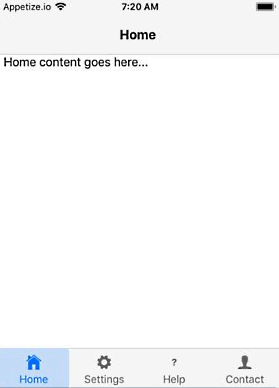 Appetize.io 7:20 AM
Home
Home content goes here...
Home Settings Help Contact